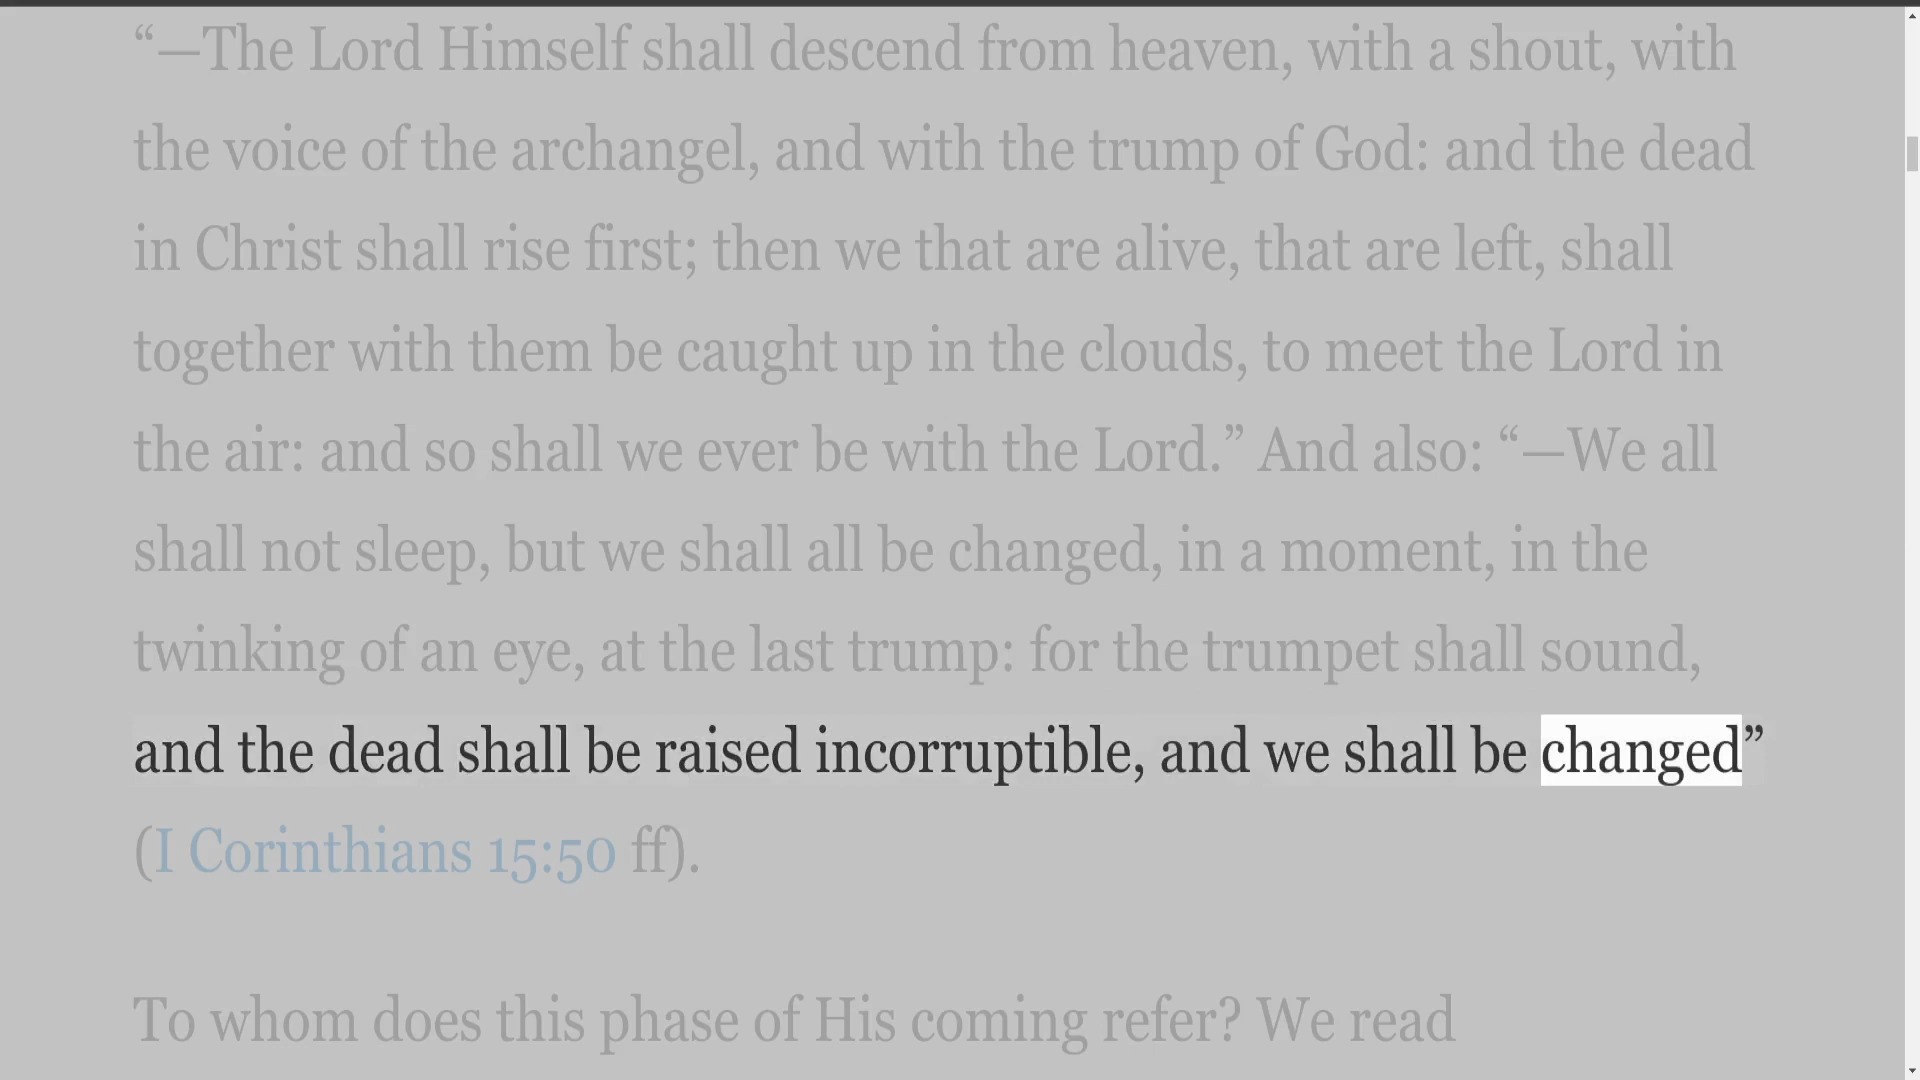 “—The Lord Himself shall descend from heaven, with a shout, with
the voice of the archangel, and with the trump of God: and the dead
in Christ shall rise first; then we that are alive, that are left, shall
together with them be caught up in the clouds, to meet the Lord in
the air: and so shall we ever be with the Lord.” And also: “—We all
shall not sleep, but we shall all be changed, in a moment, in the
twinking of an eye, at the last trump: for the trumpet shall sound,
and the dead shall be raised incorruptible, and we shall be changed”
(I Corinthians 15:50 ff).
To whom does this phase of His coming refer? We read